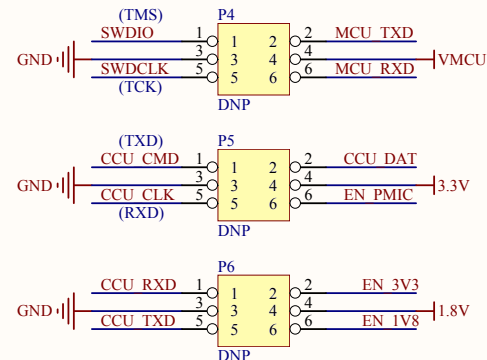 (TMS) P4
SWDIO 1 1 2 2 MCU_TXD
GND 3 3 4 4 VMCU
SWDCLK 5 5 6 6 MCU_RXD
(TCK)
DNP
(TXD) P5
CCU_CMD 1 1 2 2 CCU_DAT
GND 3 3 4 4 3.3V
CCU_CLK 5 5 6 6 EN_PMIC
(RXD)
DNP
P6
CCU_RXD 1 1 2 2 EN_3V3
GND 3 3 4 4 1.8V
CCU_TXD 5 5 6 6 EN_1V8
DNP